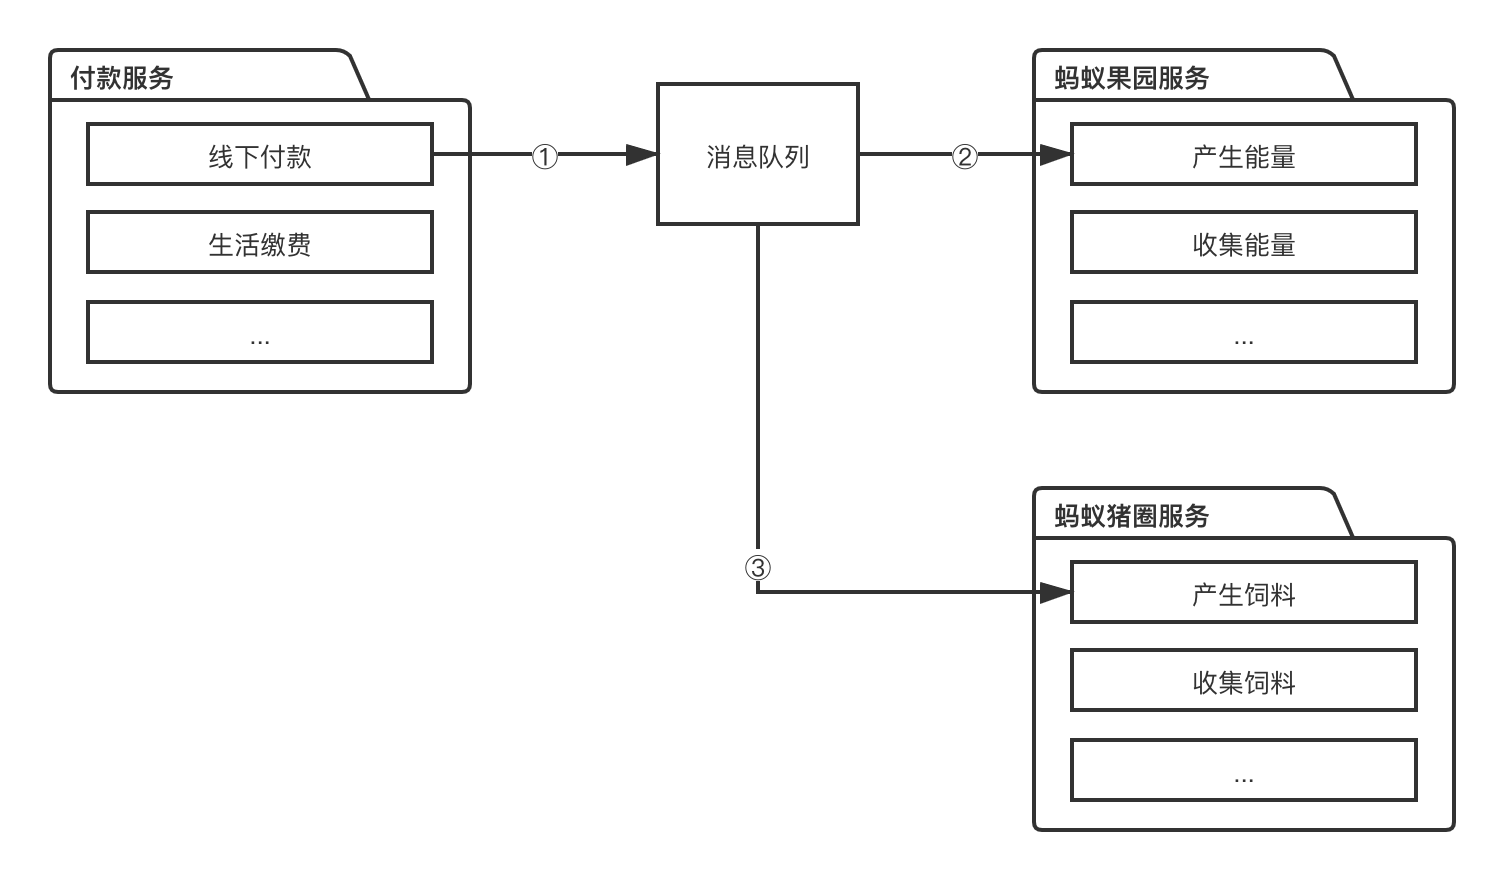 付款服务
线下付款
生活缴费
...
①
消息队列
②
蚂蚁果园服务
产生能量
收集能量
...
③
蚂蚁猪圈服务
产生饲料
收集饲料
...